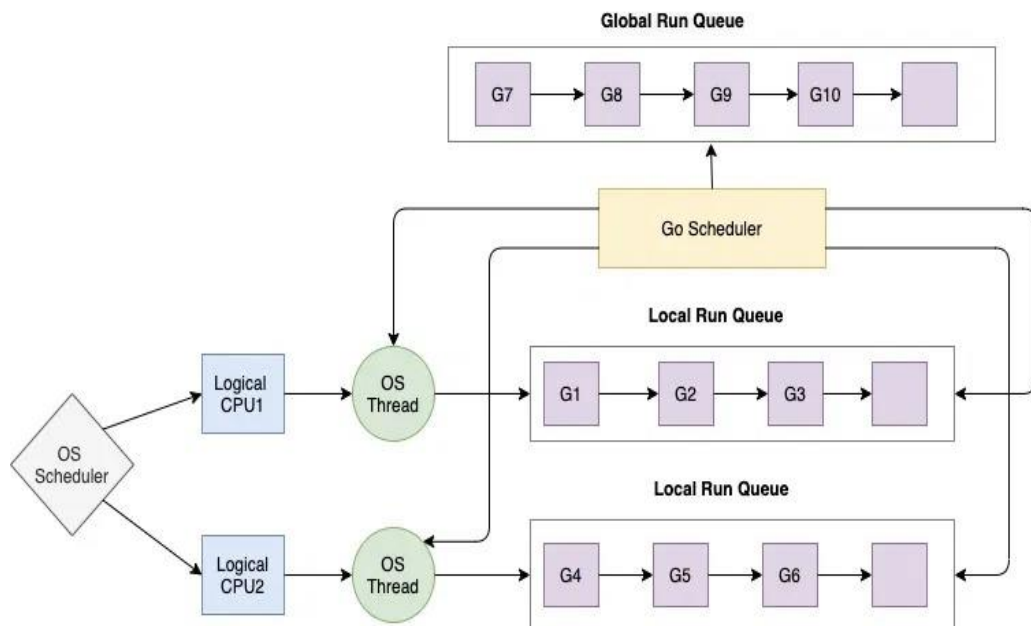 Global Run Queue
G7
G8
G9
G10
Go Scheduler
Local Run Queue
Logical
CPU1
OS
Thread
G1
G2
G3
OS
Scheduler
Local Run Queue
Logical
CPU2
OS
Thread
G4
G5
G6